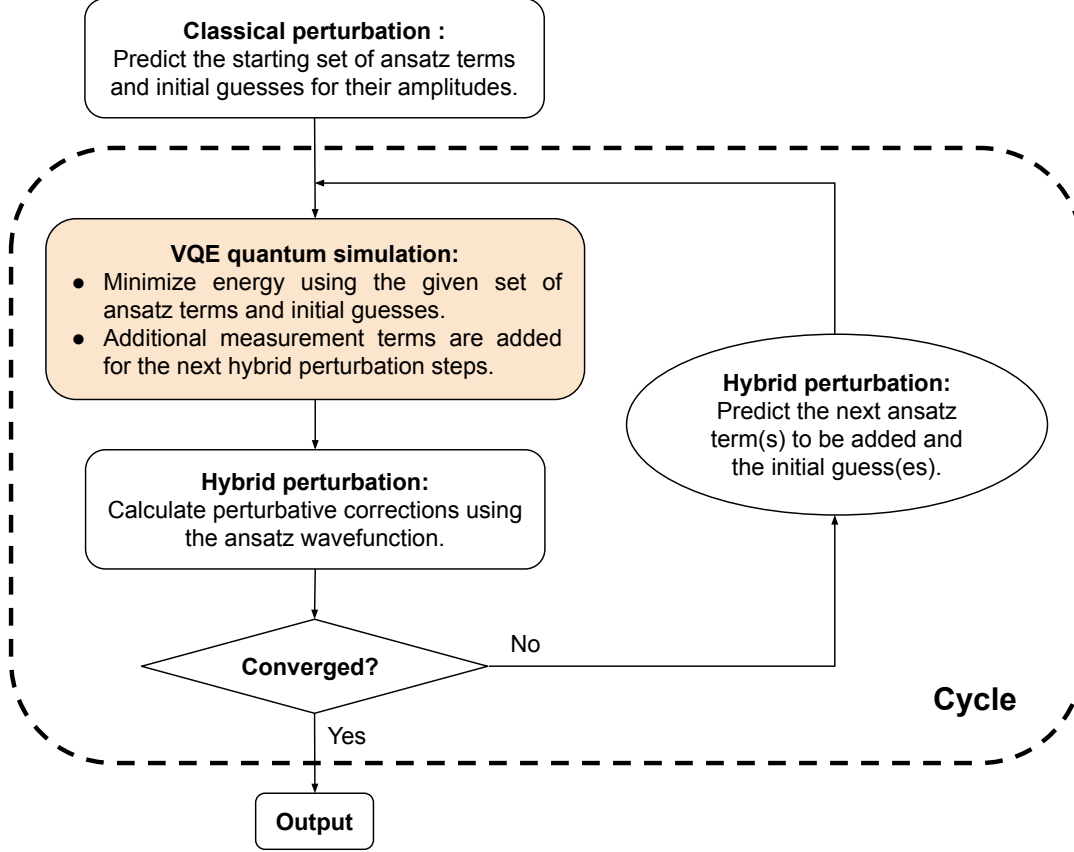 Classical perturbation :
Predict the starting set of ansatz terms
and initial guesses for their amplitudes.
VQE quantum simulation:
● Minimize energy using the given set of
ansatz terms and initial guesses.
● Additional measurement terms are added
for the next hybrid perturbation steps.
Hybrid perturbation:
Predict the next ansatz
term(s) to be added and
the initial guess(es).
Hybrid perturbation:
Calculate perturbative corrections using
the ansatz wavefunction.
Converged?
No
Yes
Cycle
Output